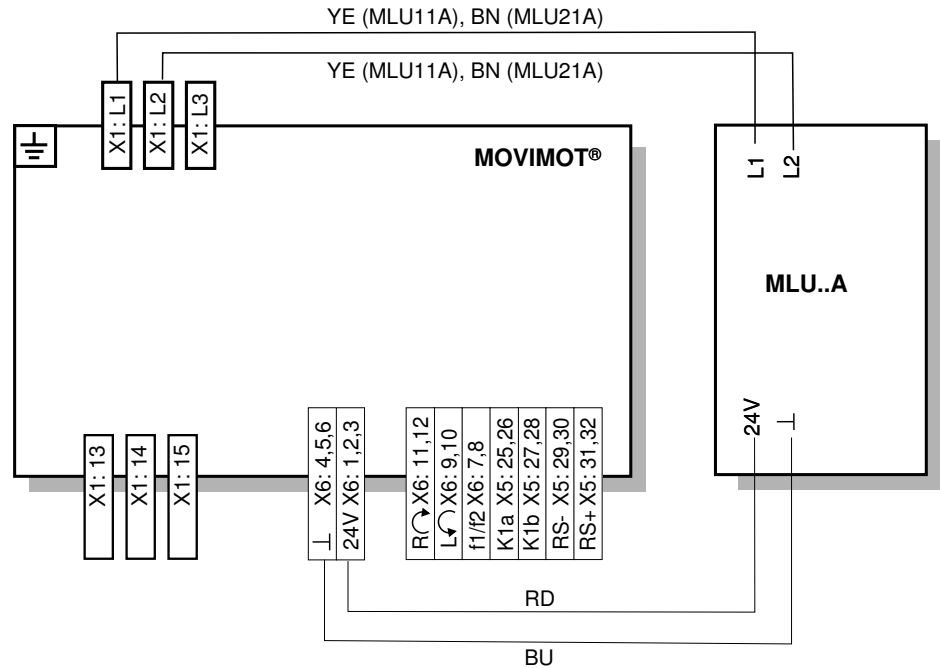 YE (MLU11A), BN (MLU21A)
YE (MLU11A), BN (MLU21A)
X1: L1
X1: L2
X1: L3
MOVIMOT®
L1
L2
MLU..A
24V
⊥
X1: 13
X1: 14
X1: 15
⊥ X6: 4,5,6
24V X6: 1,2,3
R X6: 11,12
L X6: 9,10
f1/f2 X6: 7,8
K1a X5: 25,26
K1b X5: 27,28
RS- X5: 29,30
RS+ X5: 31,32
RD
BU